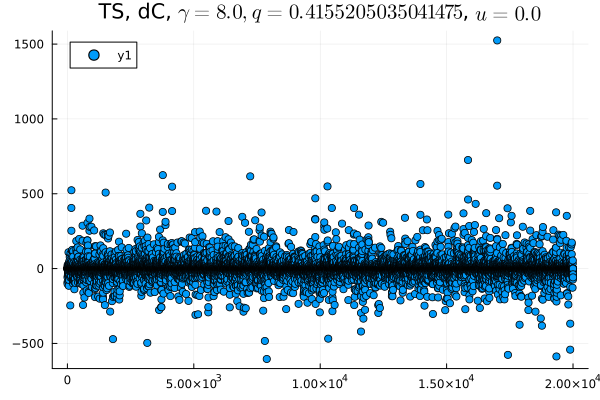 TS, dC, γ = 8.0, q = 0.4155205035041475, u = 0.0
y1
1500
1000
500
0
−500
0 5.00×10³ 1.00×10⁴ 1.50×10⁴ 2.00×10⁴